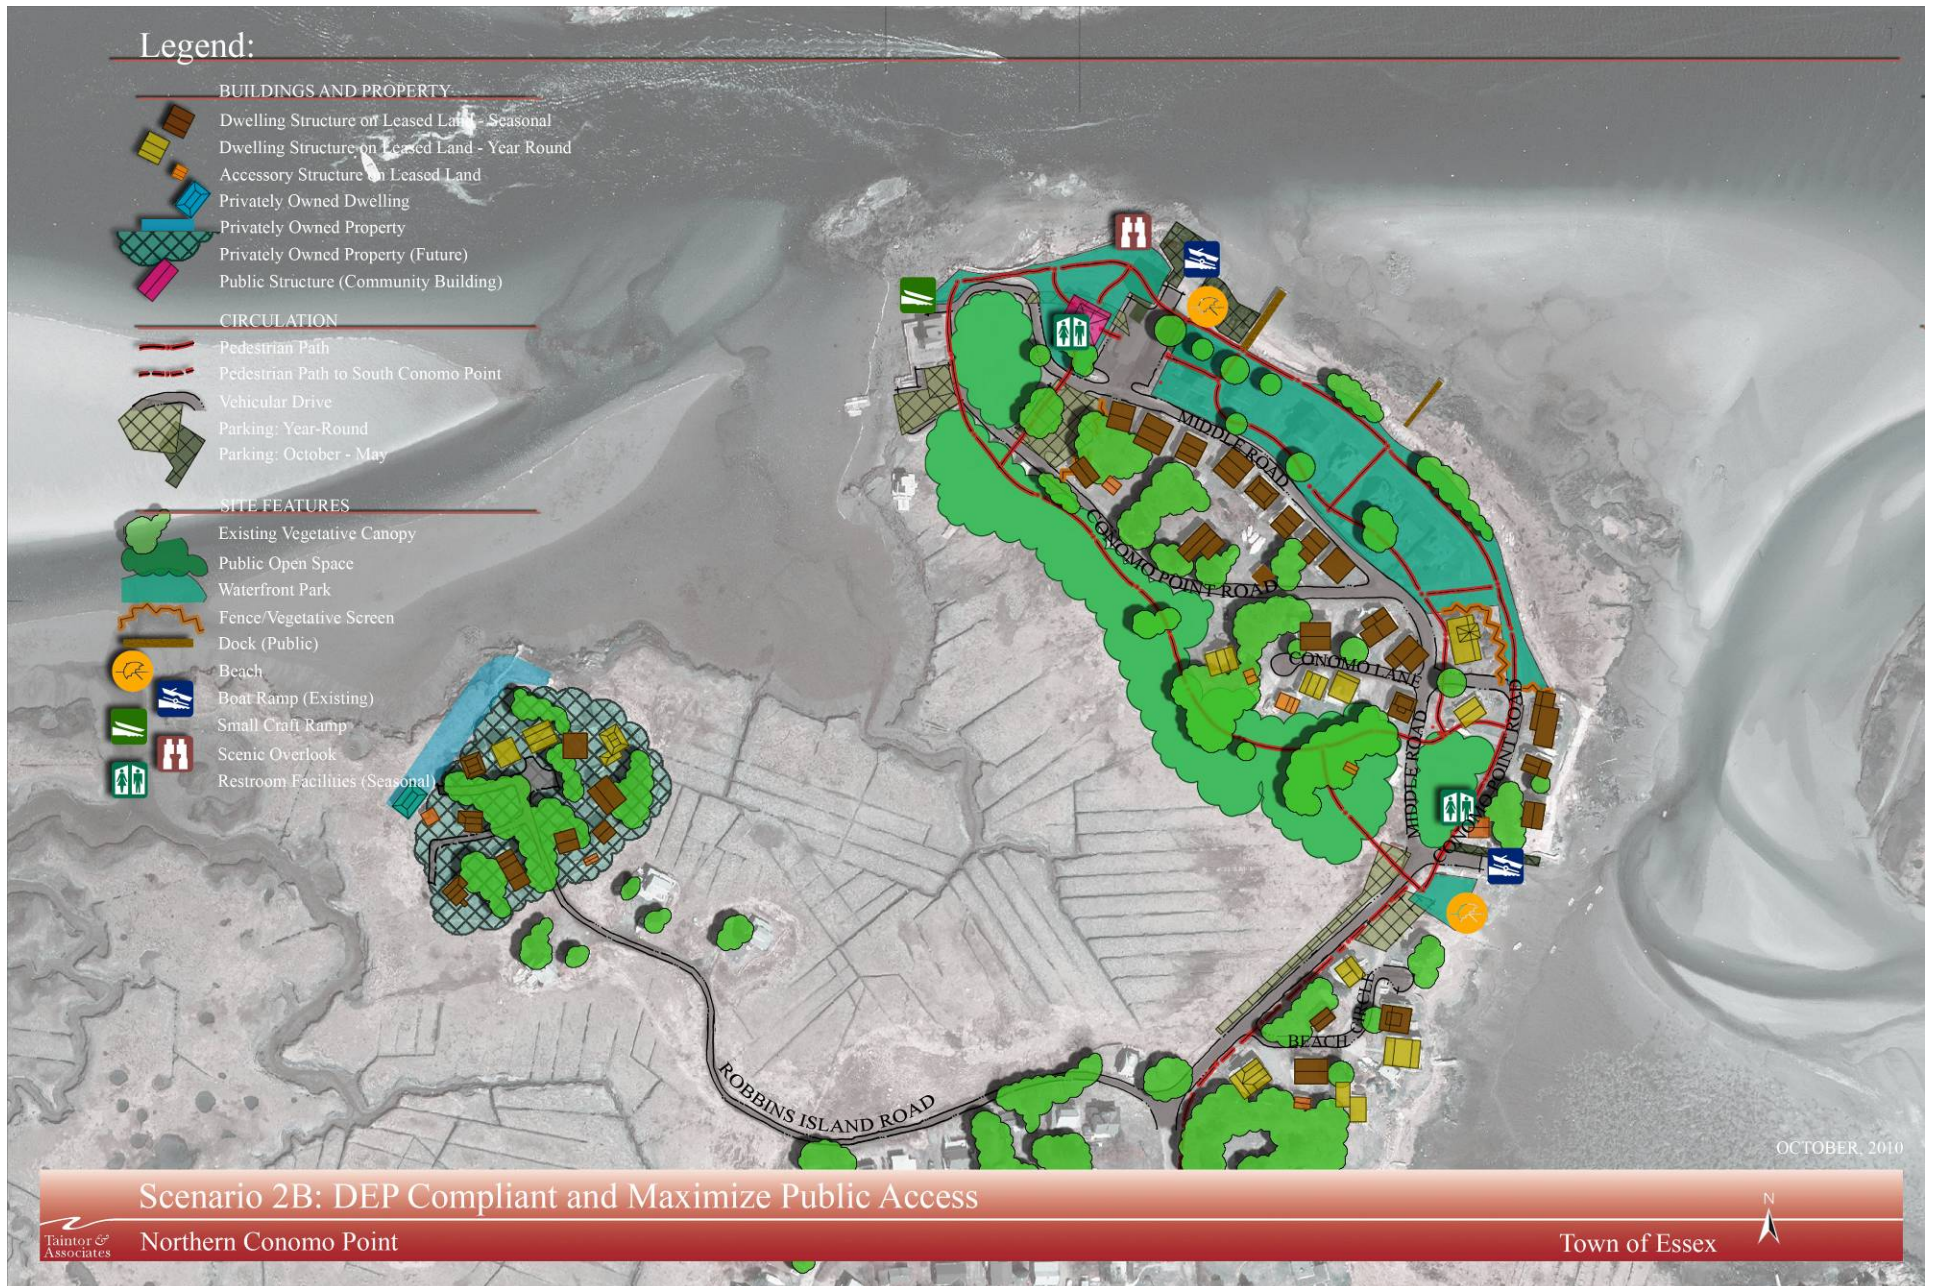 Legend:
BUILDINGS AND PROPERTY
Dwelling Structure on Leased Land - Seasonal
Dwelling Structure on Leased Land - Year Round
Accessory Structure on Leased Land
Privately Owned Dwelling
Privately Owned Property
Privately Owned Property (Future)
Public Structure (Community Building)
CIRCULATION
Pedestrian Path
Pedestrian Path to South Conomo Point
Vehicular Drive
Parking: Year-Round
Parking: October - May
SITE FEATURES
Existing Vegetative Canopy
Public Open Space
Waterfront Park
Fence/Vegetative Screen
Dock (Public)
Beach
Boat Ramp (Existing)
Small Craft Ramp
Scenic Overlook
Restroom Facilities (Seasonal)
MIDDLE ROAD
CONOMO POINT ROAD
CONOMO LANE
MIDDLE ROAD
CONOMO POINT ROAD
BEACH CIRCLE
ROBBINS ISLAND ROAD
OCTOBER, 2010
Scenario 2B: DEP Compliant and Maximize Public Access
N
Taintor &
Associates
Northern Conomo Point
Town of Essex